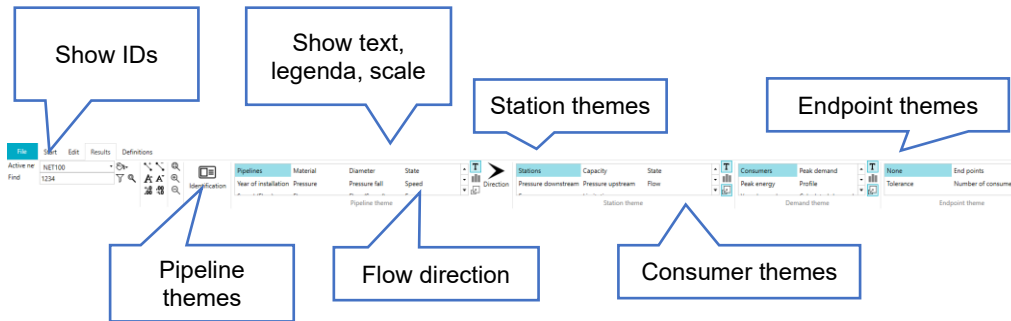 Show IDs
Show text,
legenda, scale
Station themes
Endpoint themes
File Start Edit Results Definitions
Active ne NET100
Find 1234
Identification
Pipelines Material Diameter State
Year of installation Pressure Pressure fall Speed
Pipeline theme
T
Direction
Stations Capacity State
Pressure downstream Pressure upstream Flow
Station theme
T
Consumers Peak demand
Peak energy Profile
Demand theme
T
None End points
Tolerance Number of consume
Endpoint theme
Pipeline
themes
Flow direction
Consumer themes